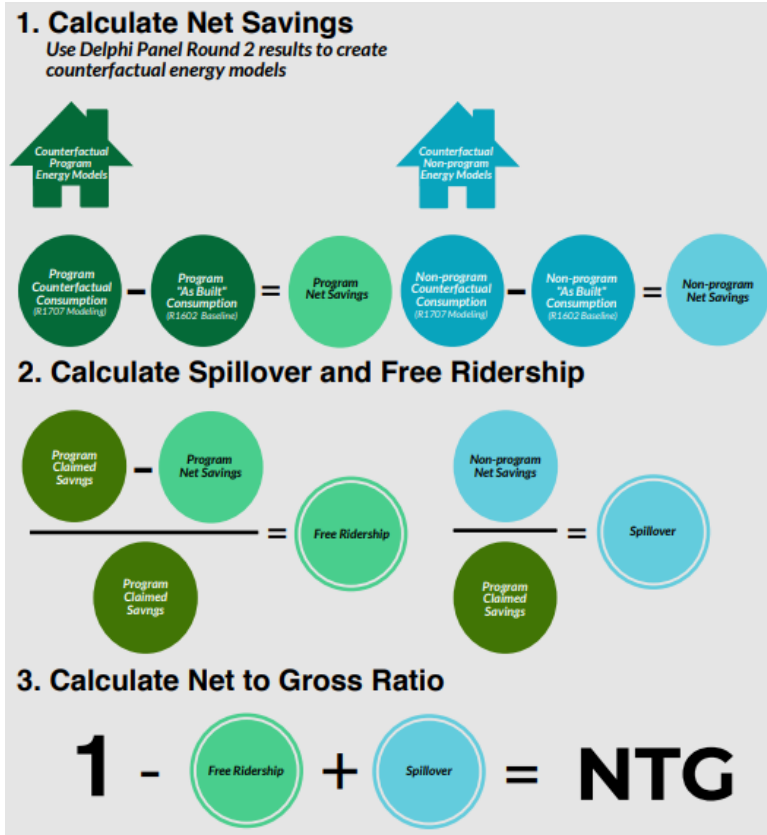 1. Calculate Net Savings
Use Delphi Panel Round 2 results to create
counterfactual energy models
Counterfactual
Program
Energy Models
Counterfactual
Non-program
Energy Models
Program
Counterfactual
Consumption
(R1707 Modeling)
-
Program
"As Built"
Consumption
(R1602 Baseline)
=
Program
Net Savings
Non-program
Counterfactual
Consumption
(R1707 Modeling)
-
Non-program
"As Built"
Consumption
(R1602 Baseline)
=
Non-program
Net Savings
2. Calculate Spillover and Free Ridership
Program
Claimed
Savngs
-
Program
Net Savings
Program
Claimed
Savngs
=
Free Ridership
Non-program
Net Savings
Program
Claimed
Savings
=
Spillover
3. Calculate Net to Gross Ratio
1 - Free Ridership + Spillover = NTG